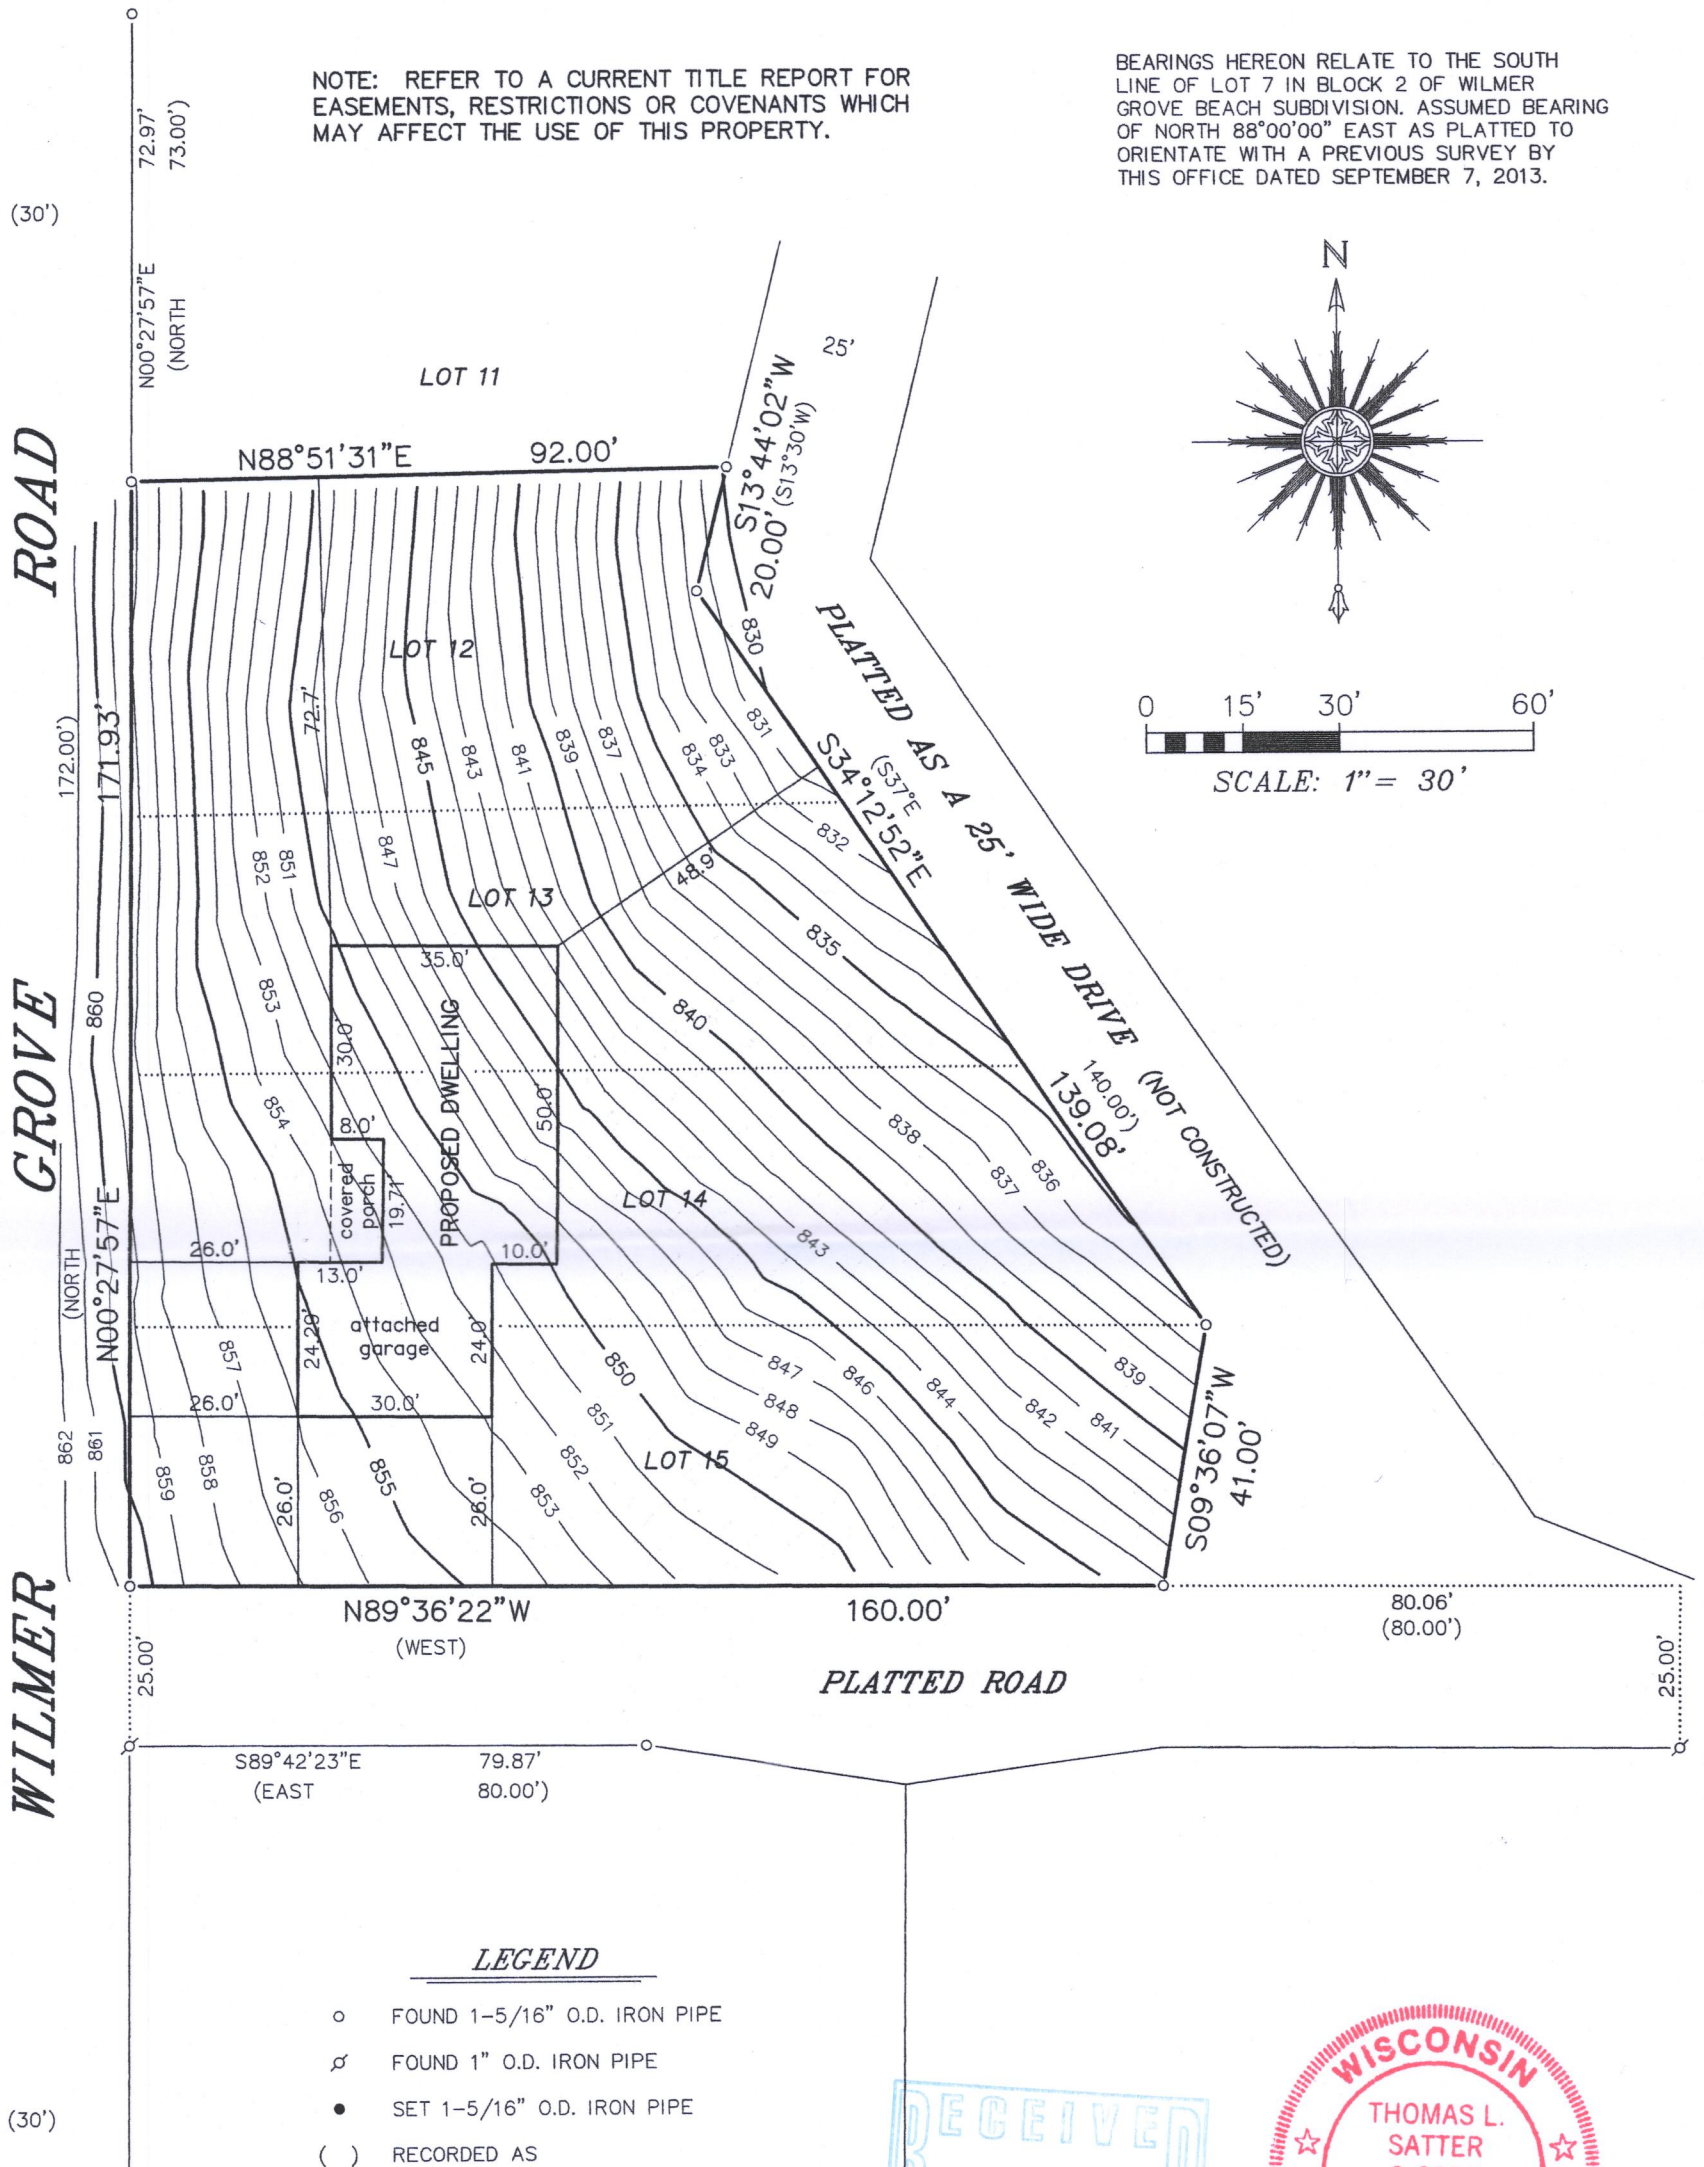 NOTE: REFER TO A CURRENT TITLE REPORT FOR
EASEMENTS, RESTRICTIONS OR COVENANTS WHICH
MAY AFFECT THE USE OF THIS PROPERTY.
BEARINGS HEREON RELATE TO THE SOUTH
LINE OF LOT 7 IN BLOCK 2 OF WILMER
GROVE BEACH SUBDIVISION. ASSUMED BEARING
OF NORTH 88°00'00" EAST AS PLATTED TO
ORIENTATE WITH A PREVIOUS SURVEY BY
THIS OFFICE DATED SEPTEMBER 7, 2013.
N
0 15' 30' 60'
SCALE: 1"= 30'
(30')
N00°27'57"E 72.97'
(NORTH 73.00')
LOT 11
25'
N88°51'31"E 92.00'
S13°44'02"W
20.00' (S13°30'W)
WILMER GROVE ROAD
N00°27'57"E 171.93'
(NORTH 172.00')
LOT 12
72.7'
830
831
833
834
837
839
841
843
845
832
847
851
852
48.9'
LOT 13
835
S34°12'52"E 139.08'
(S37°E 140.00')
PLATTED AS A 25' WIDE DRIVE (NOT CONSTRUCTED)
860
853
35.0'
840
30.0'
PROPOSED DWELLING
50.0'
854
8.0'
covered
porch
19.71'
838
836
837
LOT 14
843
26.0'
13.0'
10.0'
attached
garage
24.29'
24.0'
857
850
847
846
844
842
841
839
848
849
26.0'
30.0'
862
861
859
858
856
855
26.0'
26.0'
851
852
853
LOT 15
S09°36'07"W
41.00'
N89°36'22"W 160.00'
(WEST)
80.06'
(80.00')
25.00'
25.00'
PLATTED ROAD
S89°42'23"E 79.87'
(EAST 80.00')
LEGEND
FOUND 1-5/16" O.D. IRON PIPE
FOUND 1" O.D. IRON PIPE
SET 1-5/16" O.D. IRON PIPE
( ) RECORDED AS
(30')
RECEIVED
WISCONSIN
THOMAS L.
SATTER